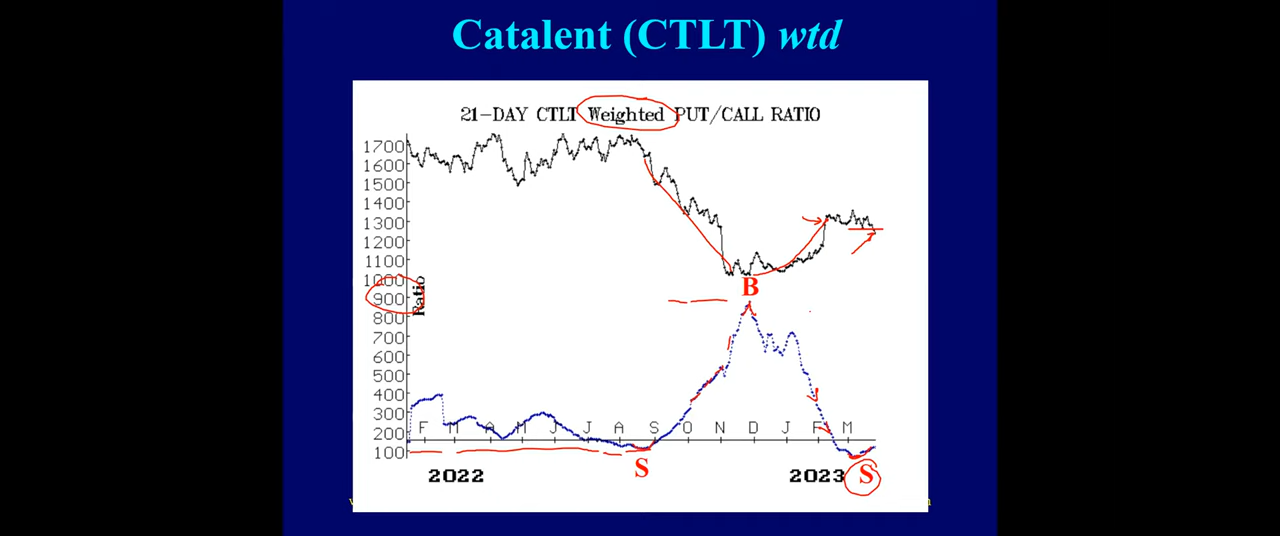 Catalent (CTLT) wtd
21-DAY CTLT Weighted PUT/CALL RATIO
1700
1600
1500
1400
1300
1200
1100
1000
900
800
700
600
500
400
300
200
100
Ratio
B
F M A M J J A S O N D J F M
S
S
2022
2023